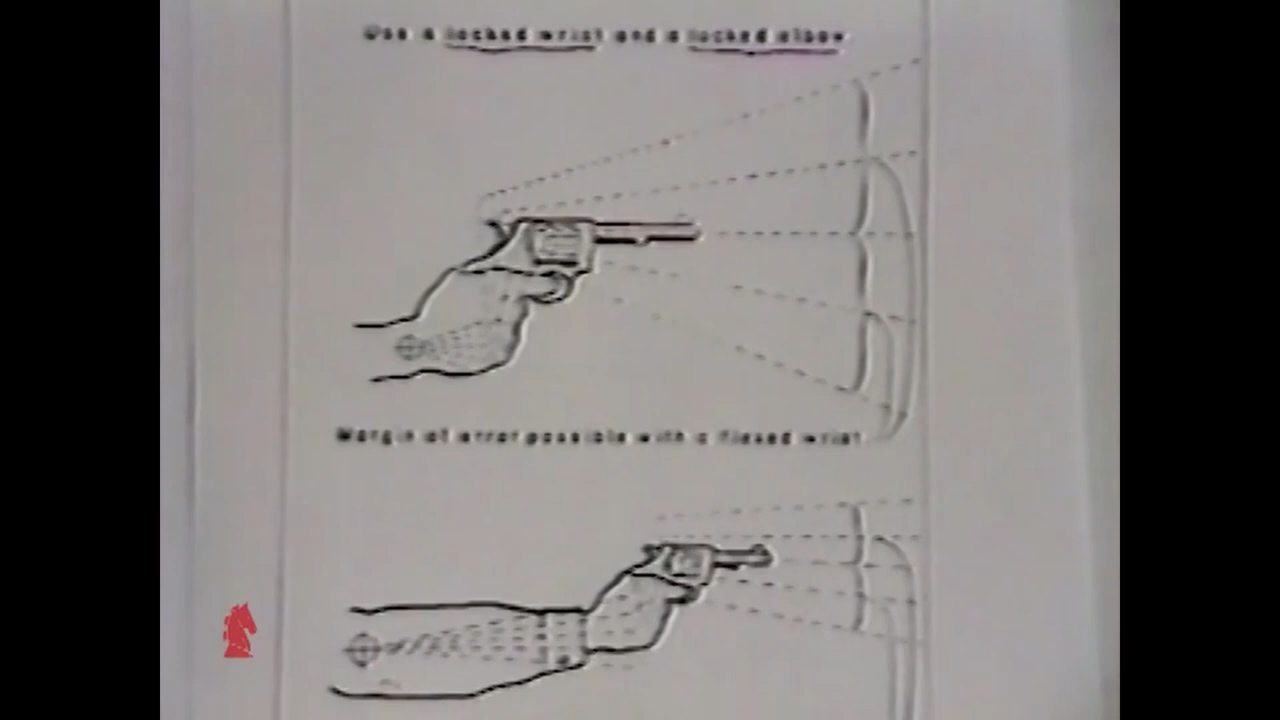 Use a locked wrist and a locked elbow
Margin of error possible with a flexed wrist